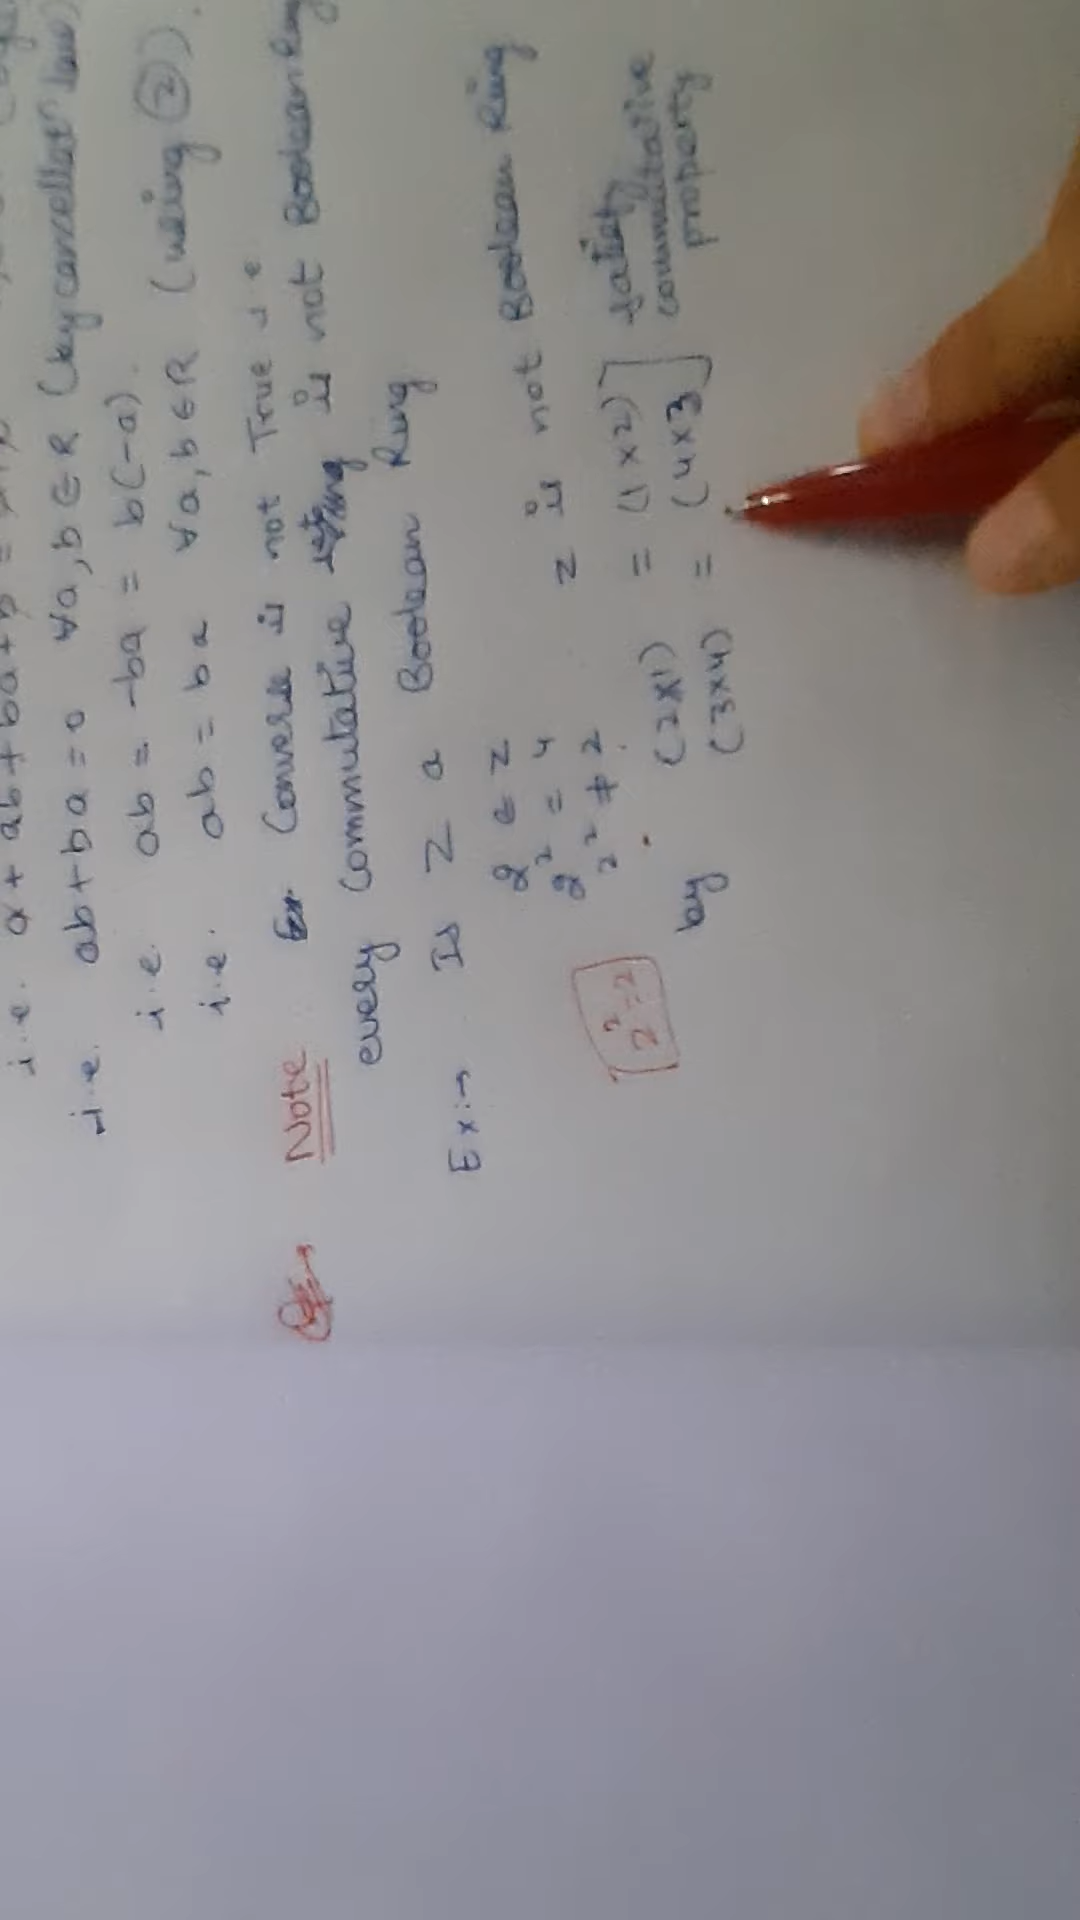 i.e. a + ab + ba + b =
i.e. ab + ba = 0 ∀a, b ∈ R (by cancellatn law)
i.e. ab = -ba = b(-a).
i.e. ab = ba ∀a, b ∈ R (using ②).
Note Converse is not True i.e.
every Commutative ring is not Boolean Ring
Ex:→ Is Z a Boolean Ring
2 ∈ Z
2² = 4 Z is not Boolean Ring
2² ≠ 2
2² = 2
(2×1) = (1×2) ] satisfy
by (3×4) = (4×3 commutative
property